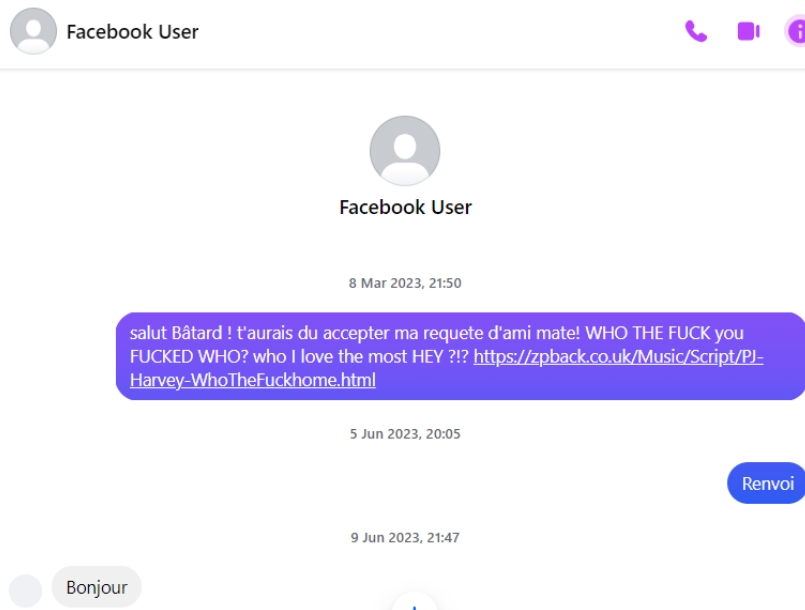 Facebook User
Facebook User
8 Mar 2023, 21:50
salut Bâtard ! t'aurais du accepter ma requete d'ami mate! WHO THE FUCK you
FUCKED WHO? who I love the most HEY ?!? https://zpback.co.uk/Music/Script/PJ-
Harvey-WhoTheFuckhome.html
5 Jun 2023, 20:05
Renvoi
9 Jun 2023, 21:47
Bonjour